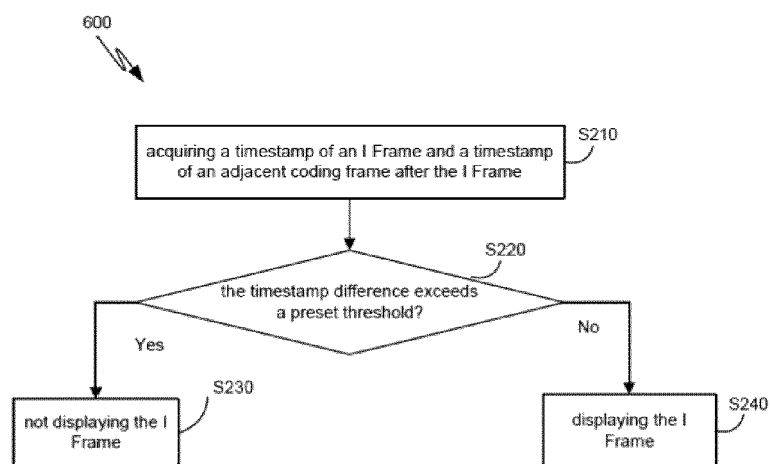 600
S210
acquiring a timestamp of an I Frame and a timestamp
of an adjacent coding frame after the I Frame
S220
the timestamp difference exceeds
a preset threshold?
Yes
No
S230
not displaying the I
Frame
S240
displaying the I
Frame